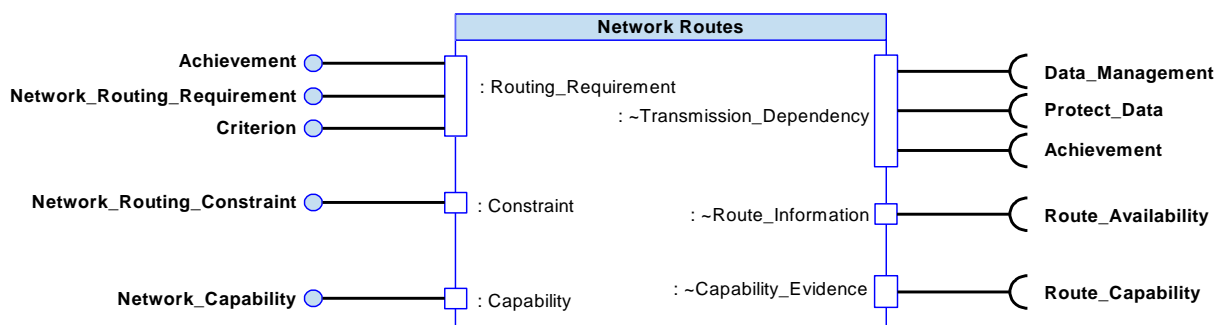 Network Routes
Achievement
Network_Routing_Requirement
Criterion
: Routing_Requirement
: ~Transmission_Dependency
Data_Management
Protect_Data
Achievement
Network_Routing_Constraint
: Constraint
: ~Route_Information
Route_Availability
Network_Capability
: Capability
: ~Capability_Evidence
Route_Capability